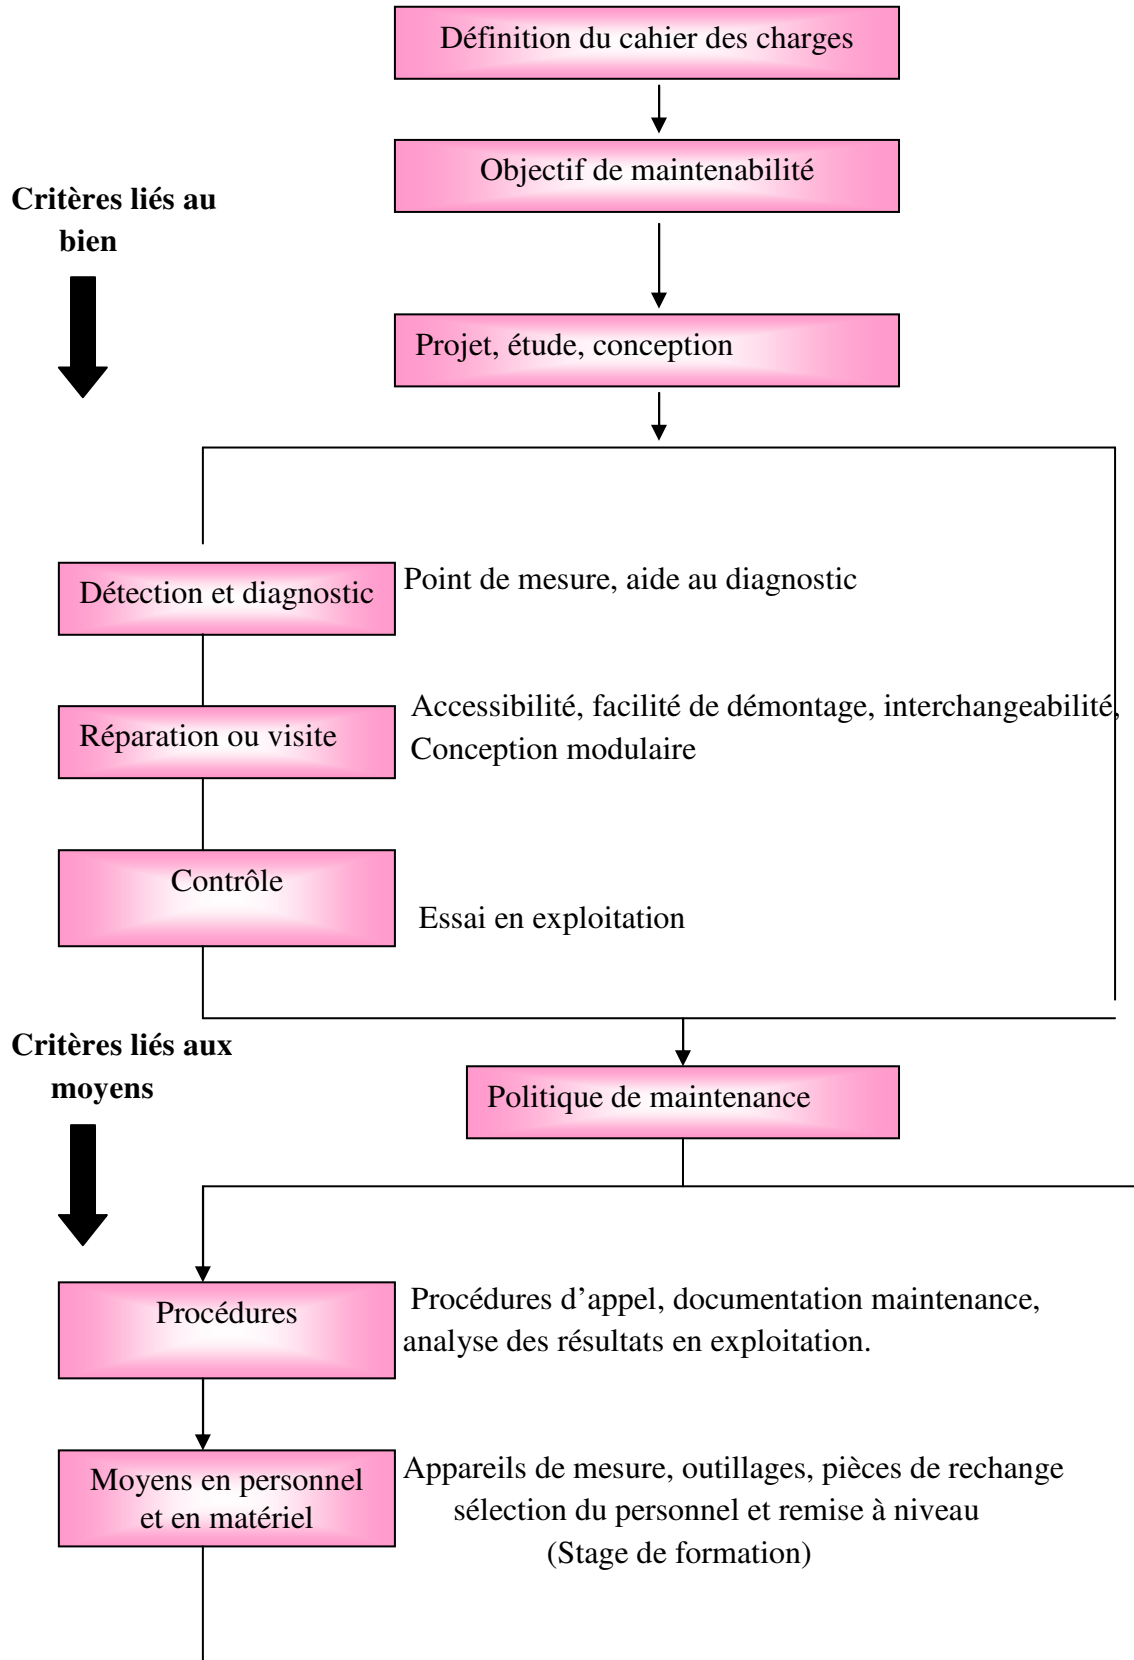 Définition du cahier des charges
Objectif de maintenabilité
Critères liés au
bien
Projet, étude, conception
Détection et diagnostic
Point de mesure, aide au diagnostic
Réparation ou visite
Accessibilité, facilité de démontage, interchangeabilité,
Conception modulaire
Contrôle
Essai en exploitation
Critères liés aux
moyens
Politique de maintenance
Procédures
Procédures d’appel, documentation maintenance,
analyse des résultats en exploitation.
Moyens en personnel
et en matériel
Appareils de mesure, outillages, pièces de rechange
sélection du personnel et remise à niveau
(Stage de formation)